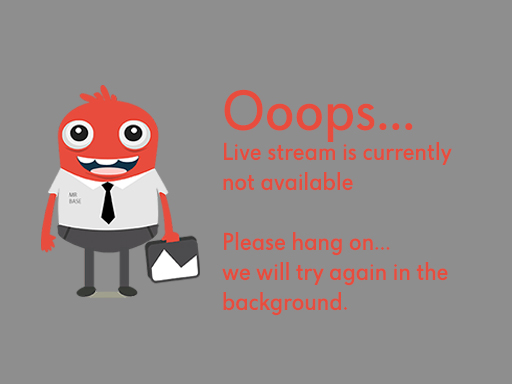 Ooops...
Live stream is currently
not available
Please hang on...
we will try again in the
background.
MR
BASE